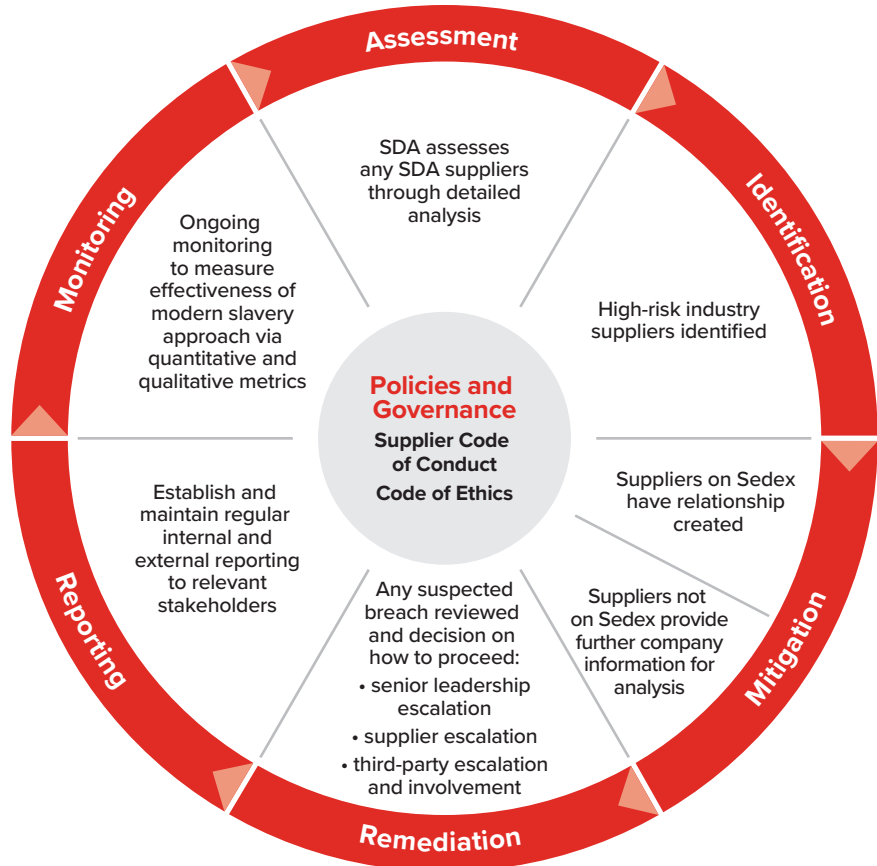 Assessment
SDA assesses
any SDA suppliers
through detailed
analysis
Identification
High-risk industry
suppliers identified
Mitigation
Suppliers on Sedex
have relationship
created
Suppliers not
on Sedex provide
further company
information for
analysis
Remediation
Any suspected
breach reviewed
and decision on
how to proceed:
• senior leadership
escalation
• supplier escalation
• third-party escalation
and involvement
Reporting
Establish and
maintain regular
internal and
external reporting
to relevant
stakeholders
Monitoring
Ongoing
monitoring
to measure
effectiveness of
modern slavery
approach via
quantitative and
qualitative metrics
Policies and
Governance
Supplier Code
of Conduct
Code of Ethics